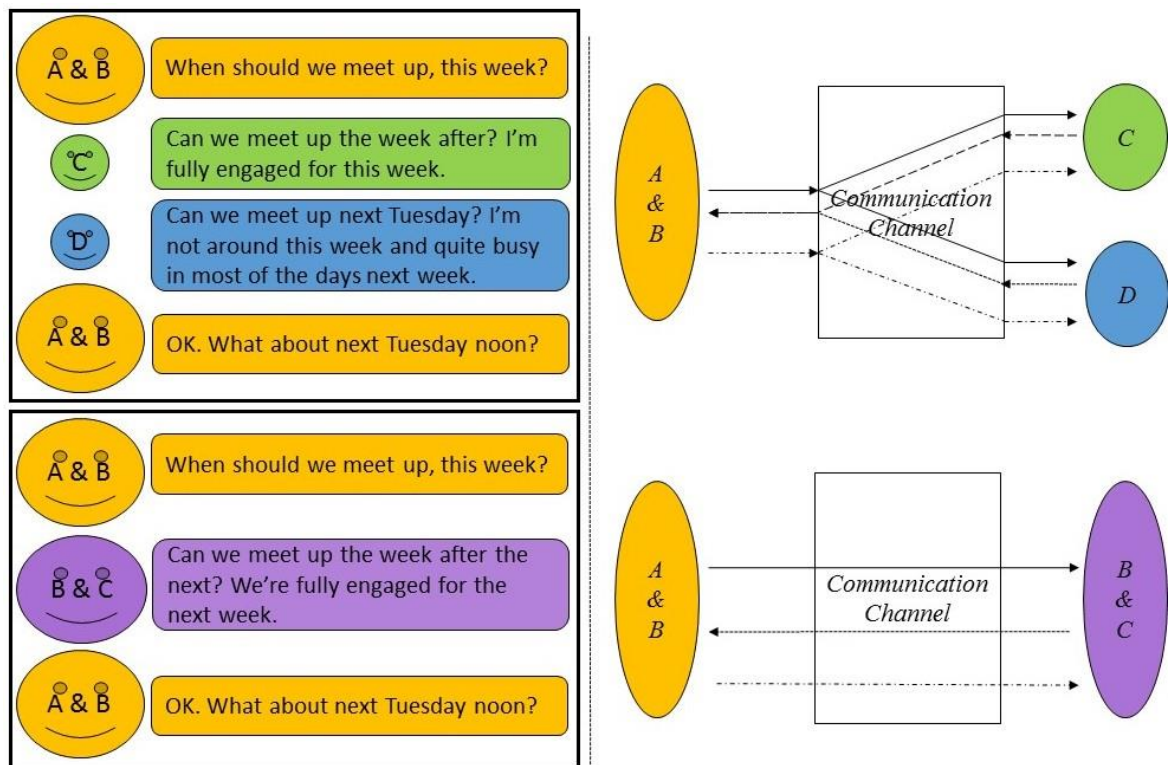 A & B
When should we meet up, this week?
C
Can we meet up the week after? I'm
fully engaged for this week.
D
Can we meet up next Tuesday? I'm
not around this week and quite busy
in most of the days next week.
A & B
OK. What about next Tuesday noon?
A
&
B
Communication
Channel
C
D
A & B
When should we meet up, this week?
B & C
Can we meet up the week after the
next? We're fully engaged for the
next week.
A & B
OK. What about next Tuesday noon?
A
&
B
Communication
Channel
B
&
C